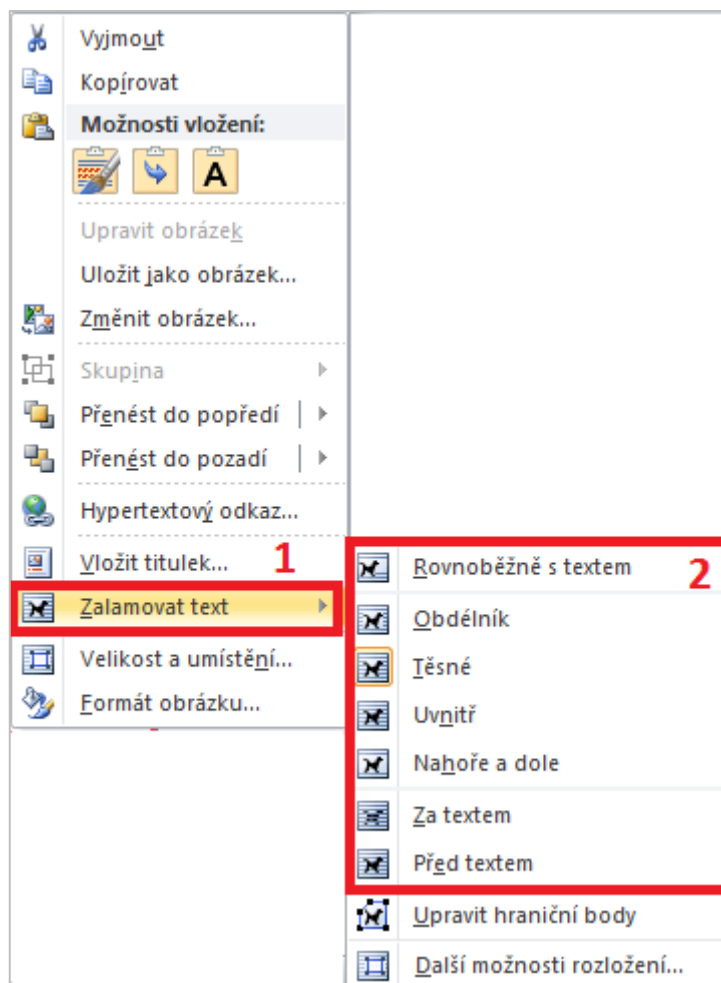 Vyjmout
Kopírovat
Možnosti vložení:
A
Upravit obrázek
Uložit jako obrázek...
Změnit obrázek...
Skupina
Přenést do popředí
Přenést do pozadí
Hypertextový odkaz...
Vložit titulek... 1
Zalamovat text
Velikost a umístění...
Formát obrázku...
Rovnoběžně s textem 2
Obdélník
Těsné
Uvnitř
Nahoře a dole
Za textem
Před textem
Upravit hraniční body
Další možnosti rozložení...